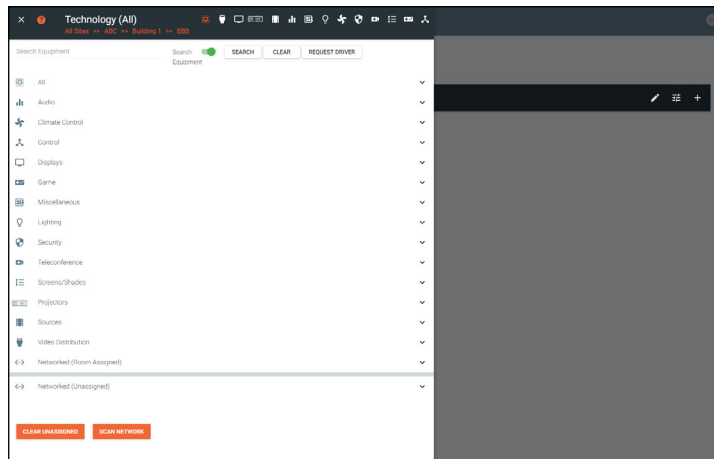 Technology (All)
All Sites >> ABC >> Building 1 >> BBB
Search Equipment
Search
Equipment
SEARCH
CLEAR
REQUEST DRIVER
All
Audio
Climate Control
Control
Displays
Game
Miscellaneous
Lighting
Security
Teleconference
Screens/Shades
Projectors
Sources
Video Distribution
Networked (Room Assigned)
Networked (Unassigned)
CLEAR UNASSIGNED
SCAN NETWORK